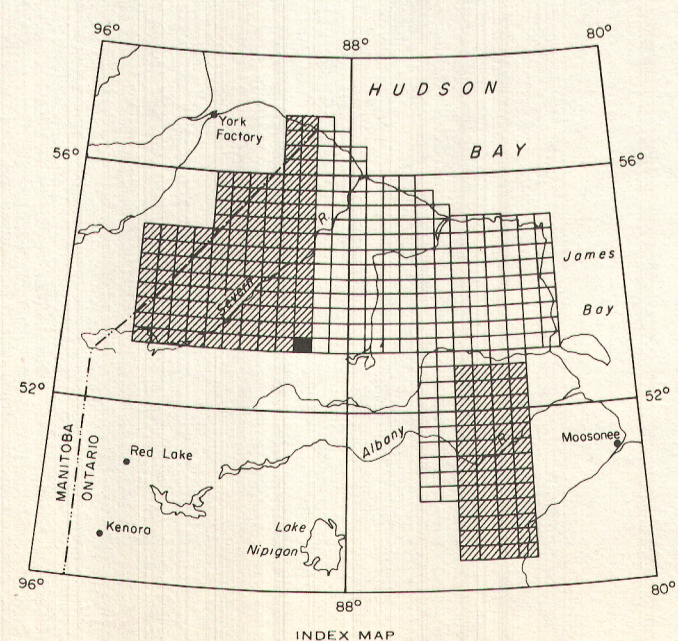 96°
88°
80°
HUDSON
BAY
York
Factory
56°
56°
R.
James
Bay
Severn
52°
52°
MANITOBA
ONTARIO
Red Lake
Albany
R.
Moosonee
Kenora
Lake
Nipigon
96°
88°
80°
INDEX MAP